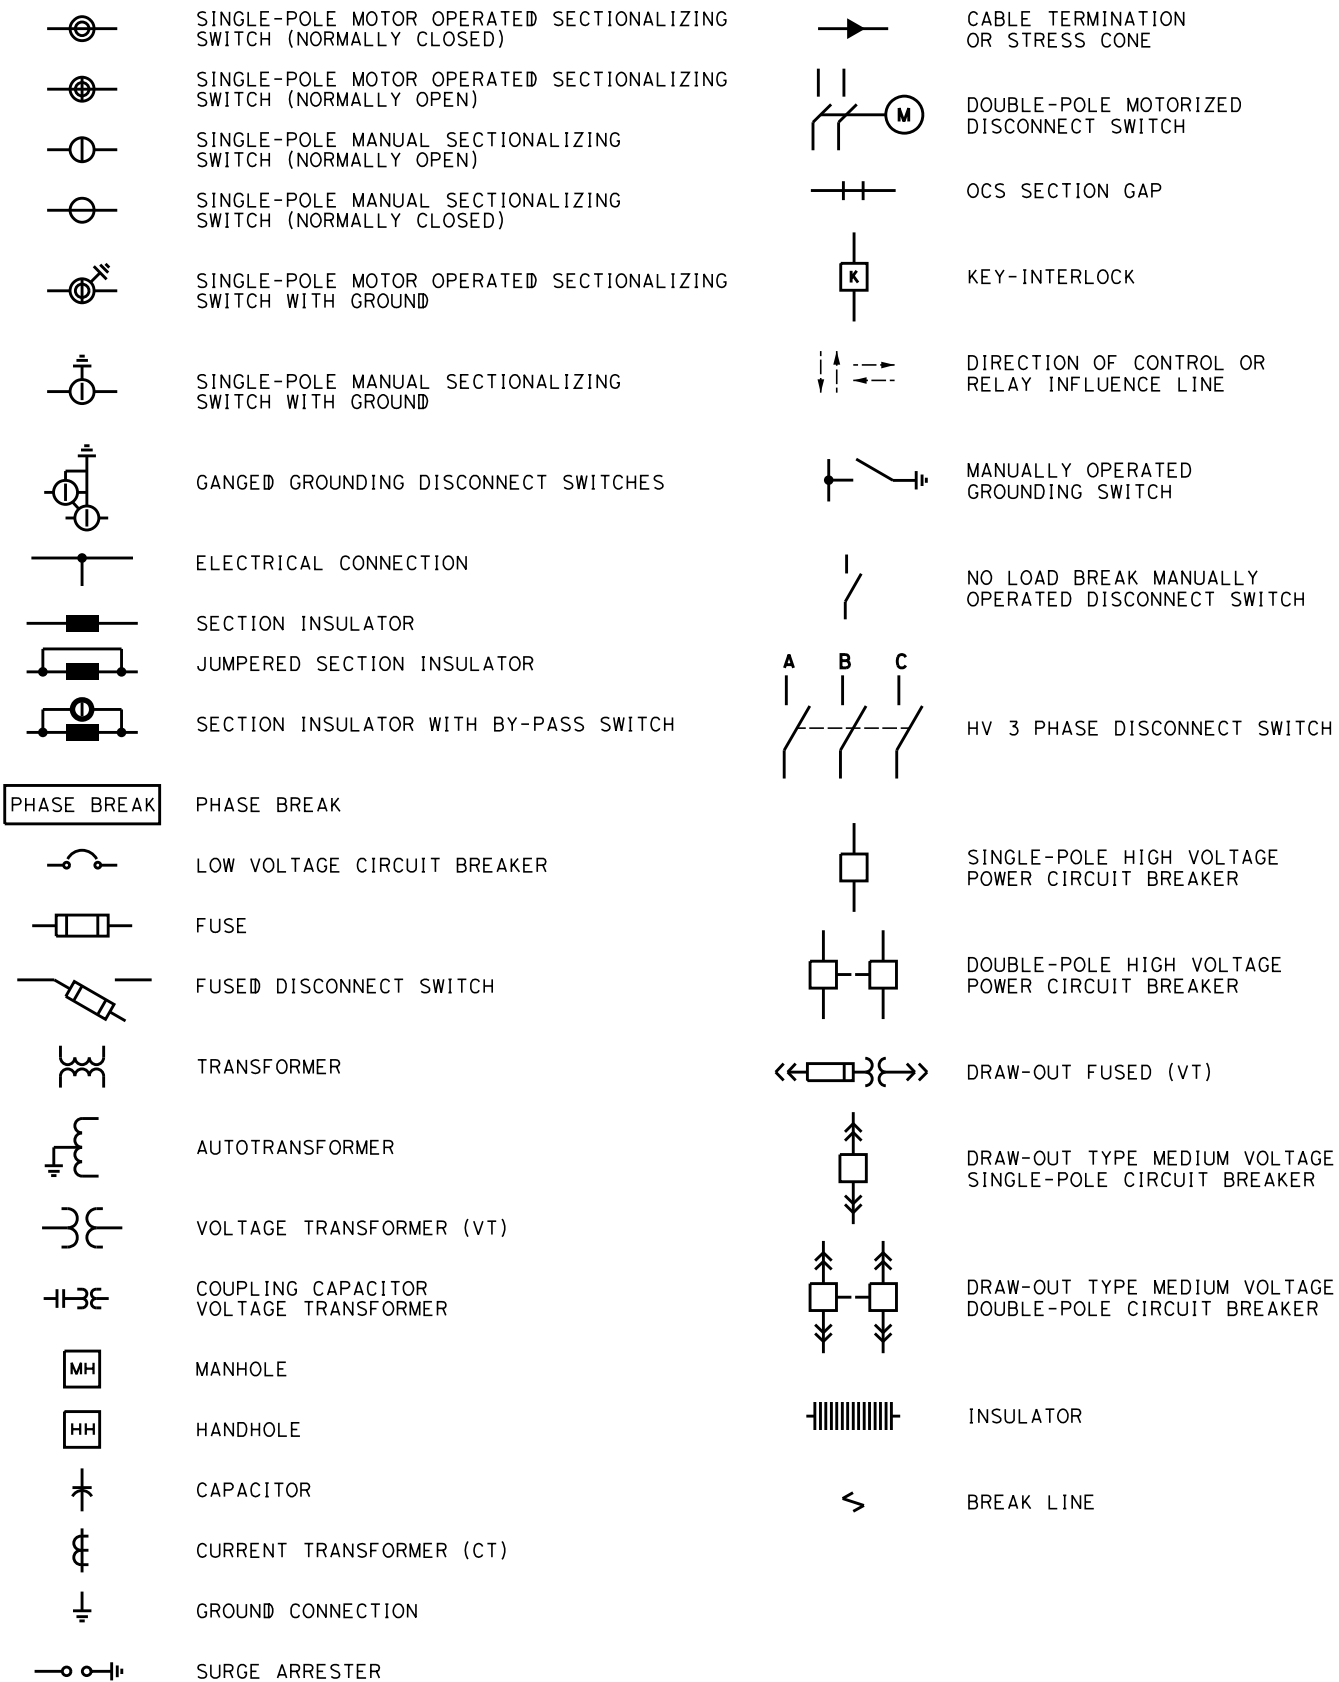 SINGLE-POLE MOTOR OPERATED SECTIONALIZING
SWITCH (NORMALLY CLOSED)
SINGLE-POLE MOTOR OPERATED SECTIONALIZING
SWITCH (NORMALLY OPEN)
SINGLE-POLE MANUAL SECTIONALIZING
SWITCH (NORMALLY OPEN)
SINGLE-POLE MANUAL SECTIONALIZING
SWITCH (NORMALLY CLOSED)
SINGLE-POLE MOTOR OPERATED SECTIONALIZING
SWITCH WITH GROUND
SINGLE-POLE MANUAL SECTIONALIZING
SWITCH WITH GROUND
GANGED GROUNDING DISCONNECT SWITCHES
ELECTRICAL CONNECTION
SECTION INSULATOR
JUMPERED SECTION INSULATOR
SECTION INSULATOR WITH BY-PASS SWITCH
PHASE BREAK
PHASE BREAK
LOW VOLTAGE CIRCUIT BREAKER
FUSE
FUSED DISCONNECT SWITCH
TRANSFORMER
AUTOTRANSFORMER
VOLTAGE TRANSFORMER (VT)
COUPLING CAPACITOR
VOLTAGE TRANSFORMER
MH
MANHOLE
HH
HANDHOLE
CAPACITOR
CURRENT TRANSFORMER (CT)
GROUND CONNECTION
SURGE ARRESTER
CABLE TERMINATION
OR STRESS CONE
M
DOUBLE-POLE MOTORIZED
DISCONNECT SWITCH
OCS SECTION GAP
K
KEY-INTERLOCK
DIRECTION OF CONTROL OR
RELAY INFLUENCE LINE
MANUALLY OPERATED
GROUNDING SWITCH
NO LOAD BREAK MANUALLY
OPERATED DISCONNECT SWITCH
A B C
HV 3 PHASE DISCONNECT SWITCH
SINGLE-POLE HIGH VOLTAGE
POWER CIRCUIT BREAKER
DOUBLE-POLE HIGH VOLTAGE
POWER CIRCUIT BREAKER
DRAW-OUT FUSED (VT)
DRAW-OUT TYPE MEDIUM VOLTAGE
SINGLE-POLE CIRCUIT BREAKER
DRAW-OUT TYPE MEDIUM VOLTAGE
DOUBLE-POLE CIRCUIT BREAKER
INSULATOR
BREAK LINE